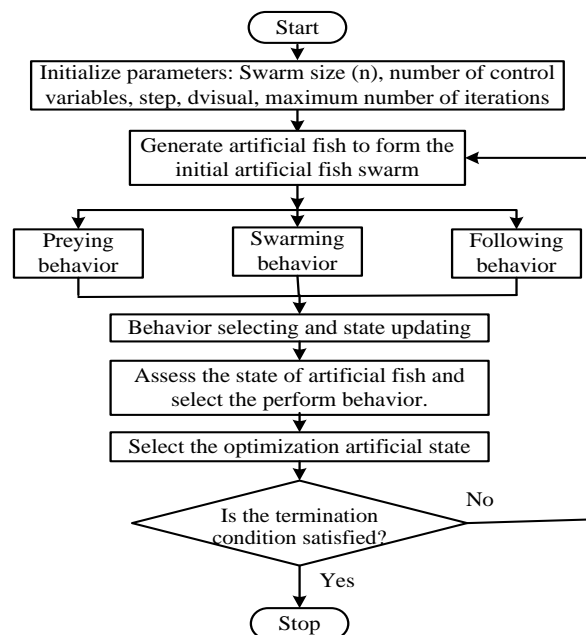 Start
Initialize parameters: Swarm size (n), number of control
variables, step, dvisual, maximum number of iterations
Generate artificial fish to form the
initial artificial fish swarm
Preying
behavior
Swarming
behavior
Following
behavior
Behavior selecting and state updating
Assess the state of artificial fish and
select the perform behavior.
Select the optimization artificial state
Is the termination
condition satisfied?
No
Yes
Stop